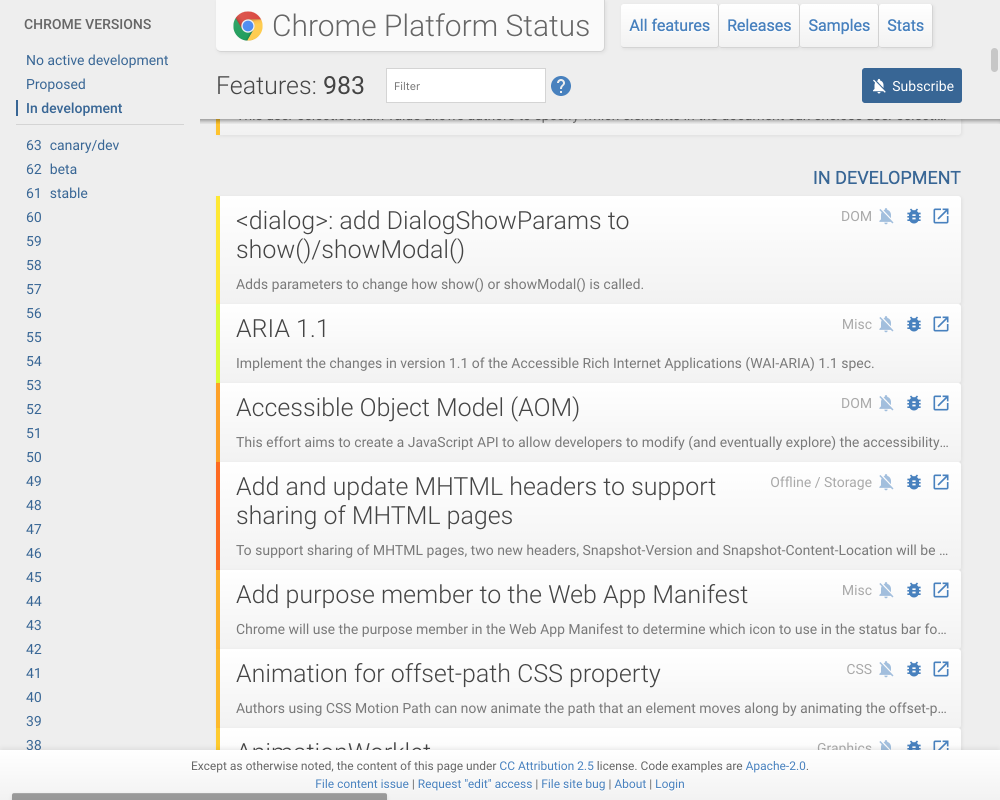 CHROME VERSIONS
No active development
Proposed
In development
63 canary/dev
62 beta
61 stable
60
59
58
57
56
55
54
53
52
51
50
49
48
47
46
45
44
43
42
41
40
39
38
Chrome Platform Status
All features
Releases
Samples
Stats
Features: 983
Filter
?
Subscribe
IN DEVELOPMENT
<dialog>: add DialogShowParams to
show()/showModal()
DOM
Adds parameters to change how show() or showModal() is called.
ARIA 1.1
Misc
Implement the changes in version 1.1 of the Accessible Rich Internet Applications (WAI-ARIA) 1.1 spec.
Accessible Object Model (AOM)
DOM
This effort aims to create a JavaScript API to allow developers to modify (and eventually explore) the accessibility...
Add and update MHTML headers to support
sharing of MHTML pages
Offline / Storage
To support sharing of MHTML pages, two new headers, Snapshot-Version and Snapshot-Content-Location will be ...
Add purpose member to the Web App Manifest
Misc
Chrome will use the purpose member in the Web App Manifest to determine which icon to use in the status bar fo...
Animation for offset-path CSS property
CSS
Authors using CSS Motion Path can now animate the path that an element moves along by animating the offset-p...
AnimationWorklet
Graphics
Except as otherwise noted, the content of this page under CC Attribution 2.5 license. Code examples are Apache-2.0.
File content issue | Request "edit" access | File site bug | About | Login